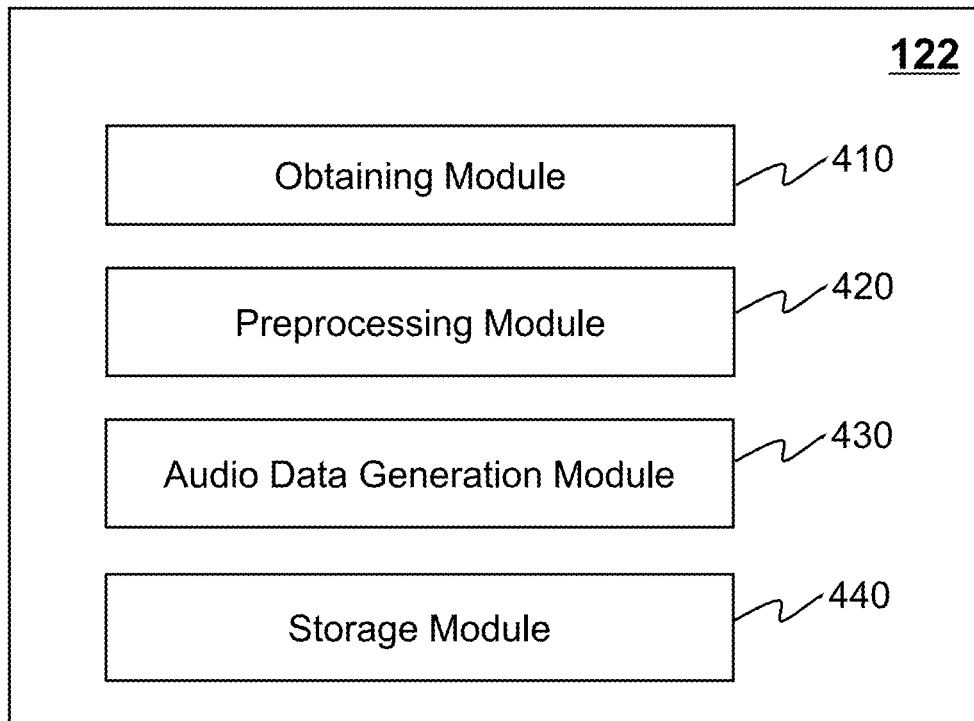 122
Obtaining Module
410
Preprocessing Module
420
Audio Data Generation Module
430
Storage Module
440